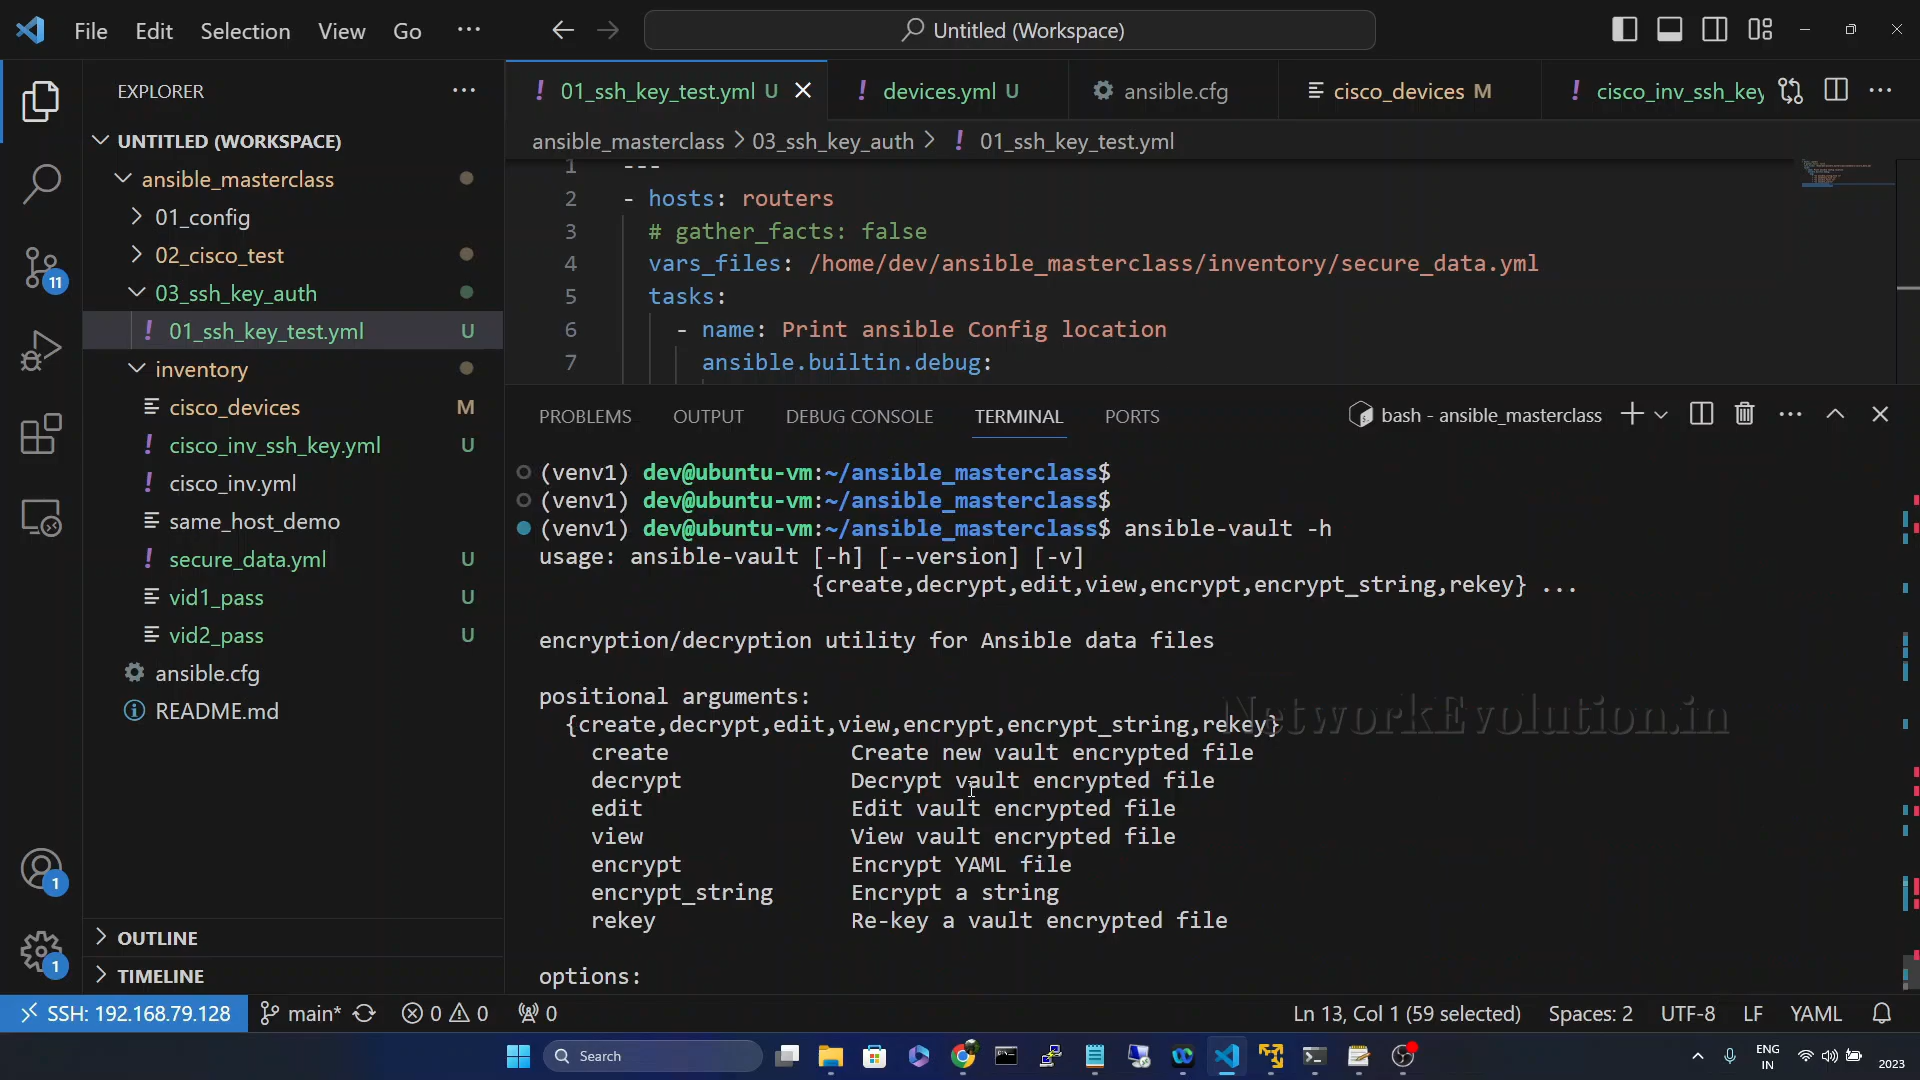 File Edit Selection View Go ...
Untitled (Workspace)
EXPLORER
UNTITLED (WORKSPACE)
ansible_masterclass
01_config
02_cisco_test
03_ssh_key_auth
! 01_ssh_key_test.yml U
inventory
cisco_devices M
! cisco_inv_ssh_key.yml U
! cisco_inv.yml
same_host_demo
! secure_data.yml U
vid1_pass U
vid2_pass U
ansible.cfg
README.md
OUTLINE
TIMELINE
11
1
1
! 01_ssh_key_test.yml U ! devices.yml U ansible.cfg cisco_devices M ! cisco_inv_ssh_key
ansible_masterclass > 03_ssh_key_auth > ! 01_ssh_key_test.yml
1 ---
2 - hosts: routers
3 # gather_facts: false
4 vars_files: /home/dev/ansible_masterclass/inventory/secure_data.yml
5 tasks:
6 - name: Print ansible Config location
7 ansible.builtin.debug:
PROBLEMS OUTPUT DEBUG CONSOLE TERMINAL PORTS bash - ansible_masterclass
(venv1) dev@ubuntu-vm:~/ansible_masterclass$
(venv1) dev@ubuntu-vm:~/ansible_masterclass$
(venv1) dev@ubuntu-vm:~/ansible_masterclass$ ansible-vault -h
usage: ansible-vault [-h] [--version] [-v]
{create,decrypt,edit,view,encrypt,encrypt_string,rekey} ...
encryption/decryption utility for Ansible data files
positional arguments:
{create,decrypt,edit,view,encrypt,encrypt_string,rekey}
NetworkEvolution.in
create Create new vault encrypted file
decrypt Decrypt vault encrypted file
edit Edit vault encrypted file
view View vault encrypted file
encrypt Encrypt YAML file
encrypt_string Encrypt a string
rekey Re-key a vault encrypted file
options:
SSH: 192.168.79.128 main* 0 0 0 Ln 13, Col 1 (59 selected) Spaces: 2 UTF-8 LF YAML
Search
ENG
IN
2023